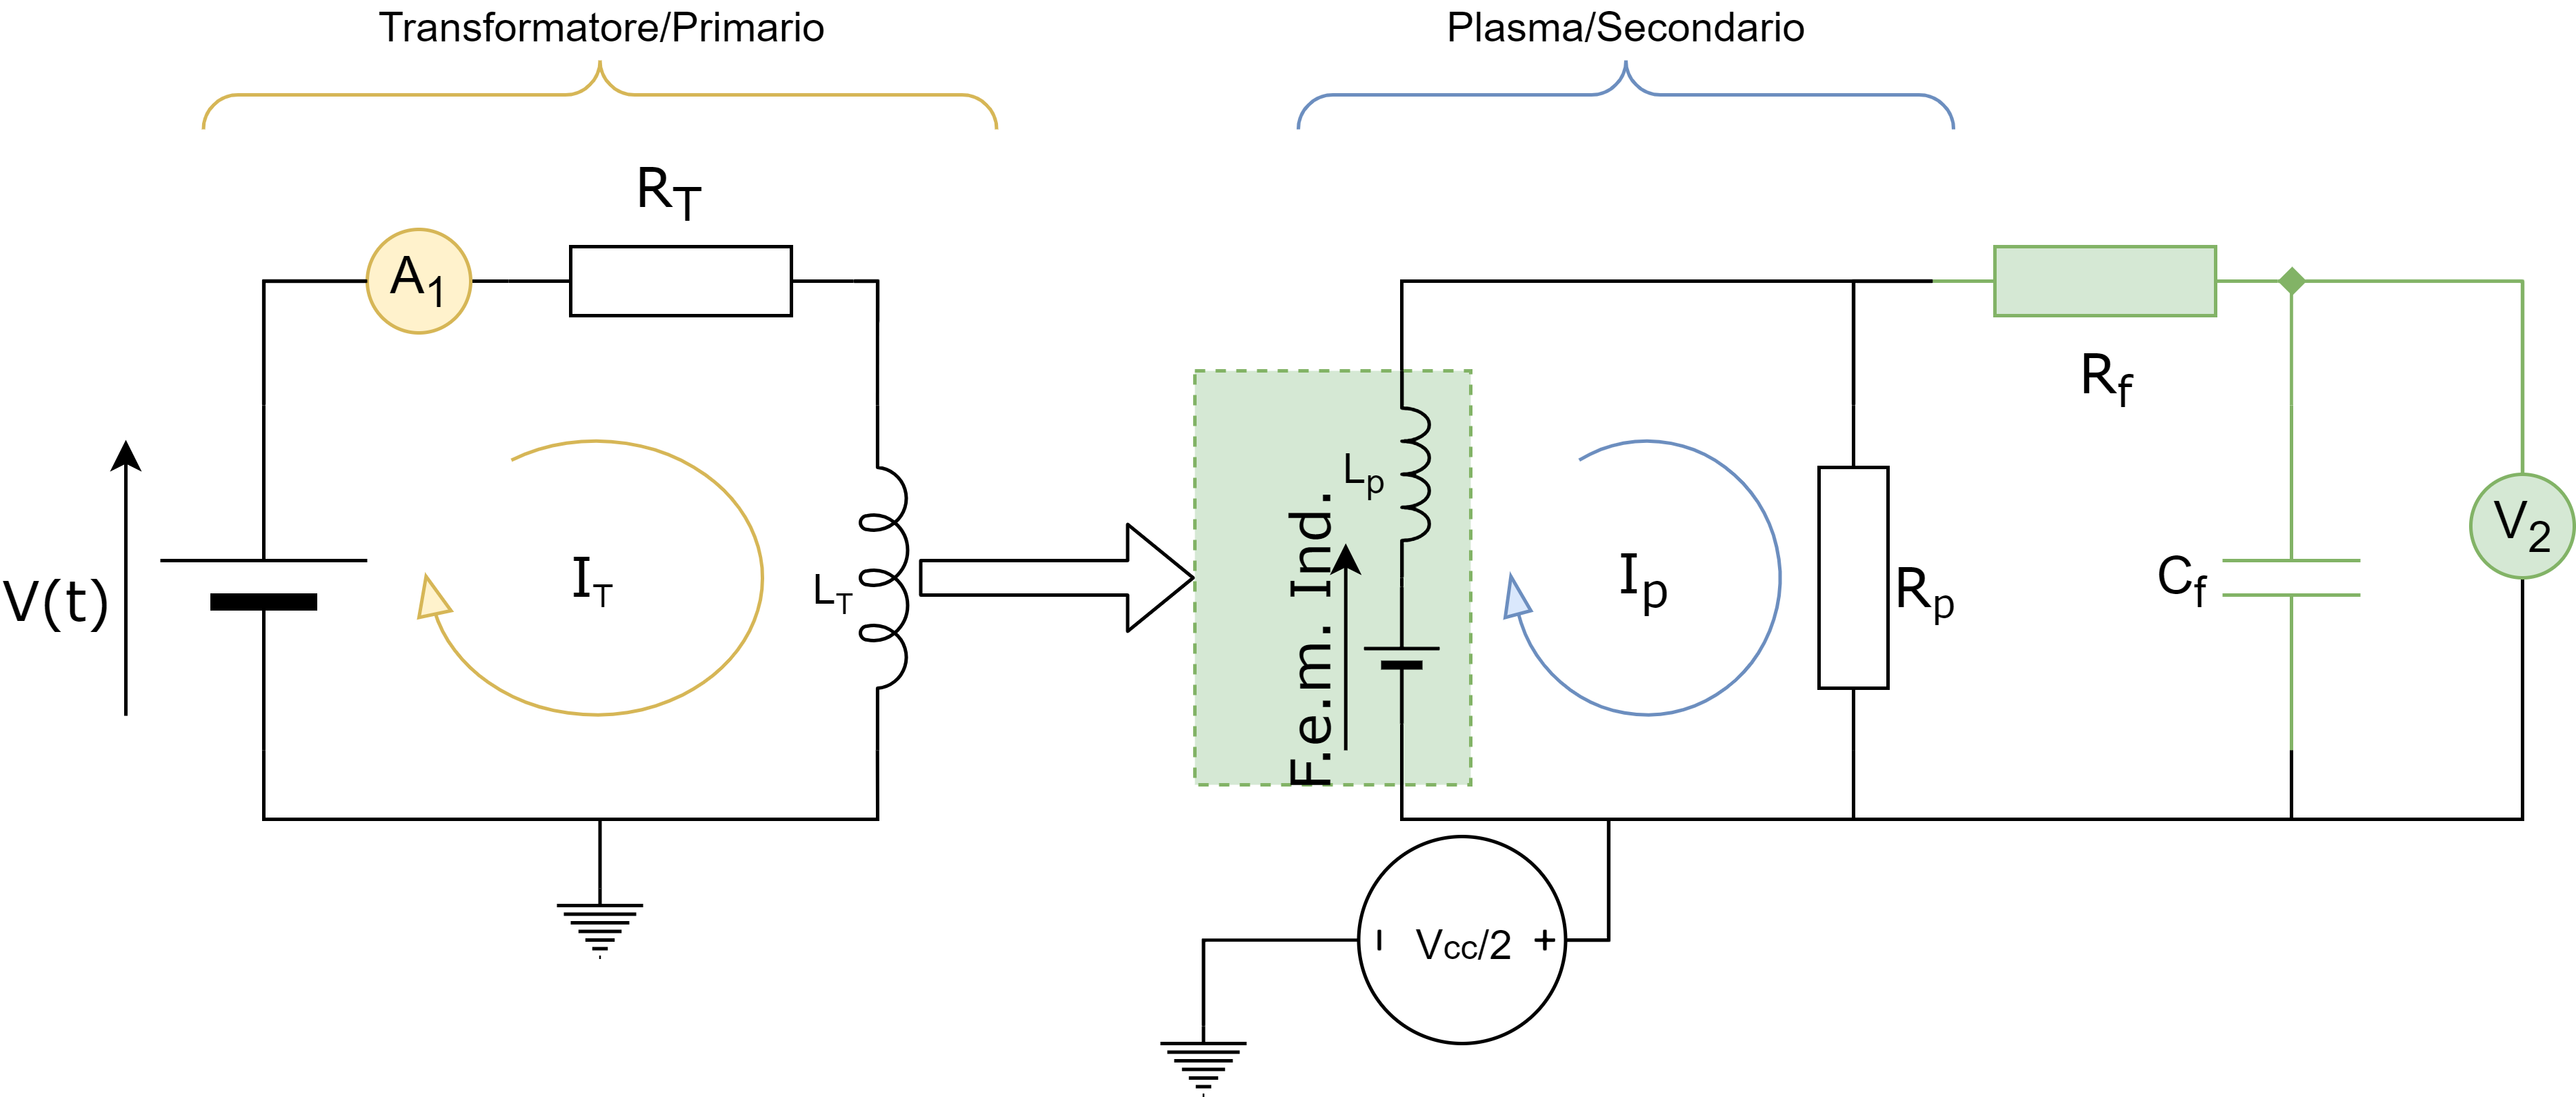 Transformatore/Primario
Plasma/Secondario
R_T
A_1
R_f
L_p
V_2
V(t)
I_T
L_T
F.e.m. Ind.
I_p
R_p
C_f
- Vcc/2 +